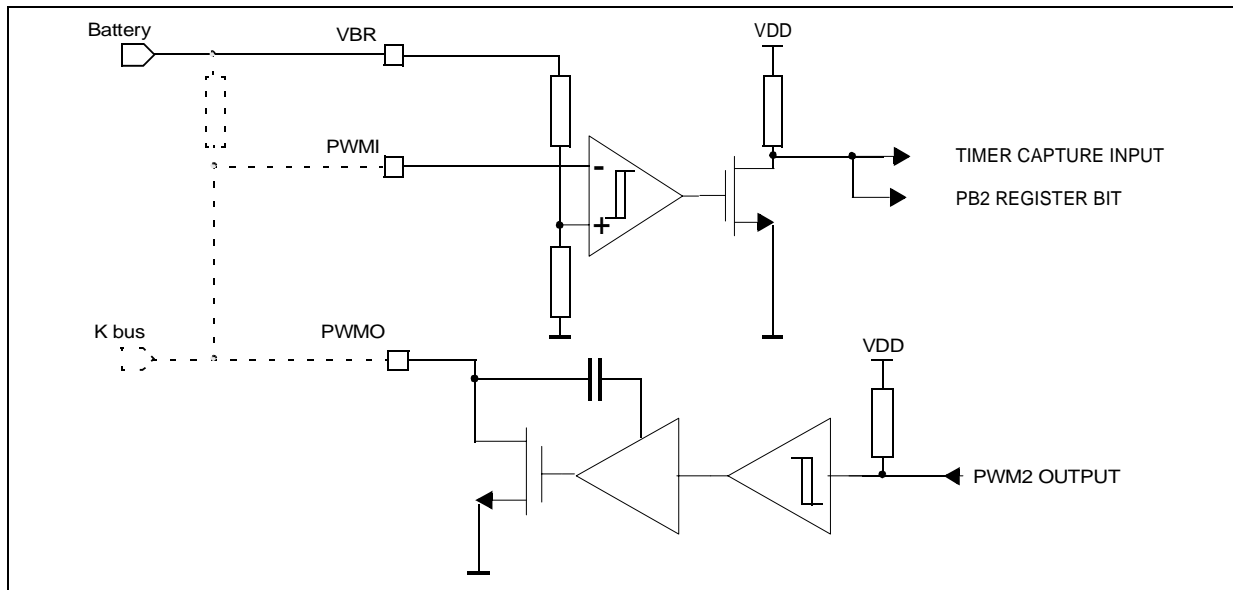 Battery
VBR
VDD
PWMI
-
TIMER CAPTURE INPUT
PB2 REGISTER BIT
+
K bus
PWMO
VDD
PWM2 OUTPUT